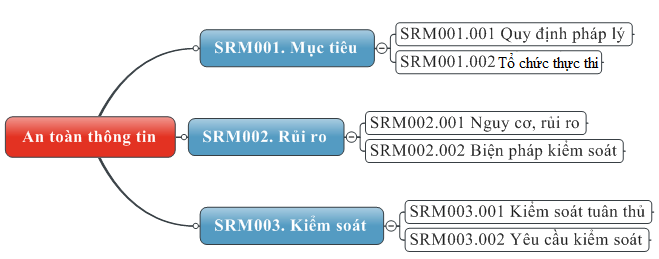 An toàn thông tin
SRM001. Mục tiêu
SRM001.001 Quy định pháp lý
SRM001.002 Tổ chức thực thi
SRM002. Rủi ro
SRM002.001 Nguy cơ, rủi ro
SRM002.002 Biện pháp kiểm soát
SRM003. Kiểm soát
SRM003.001 Kiểm soát tuân thủ
SRM003.002 Yêu cầu kiểm soát